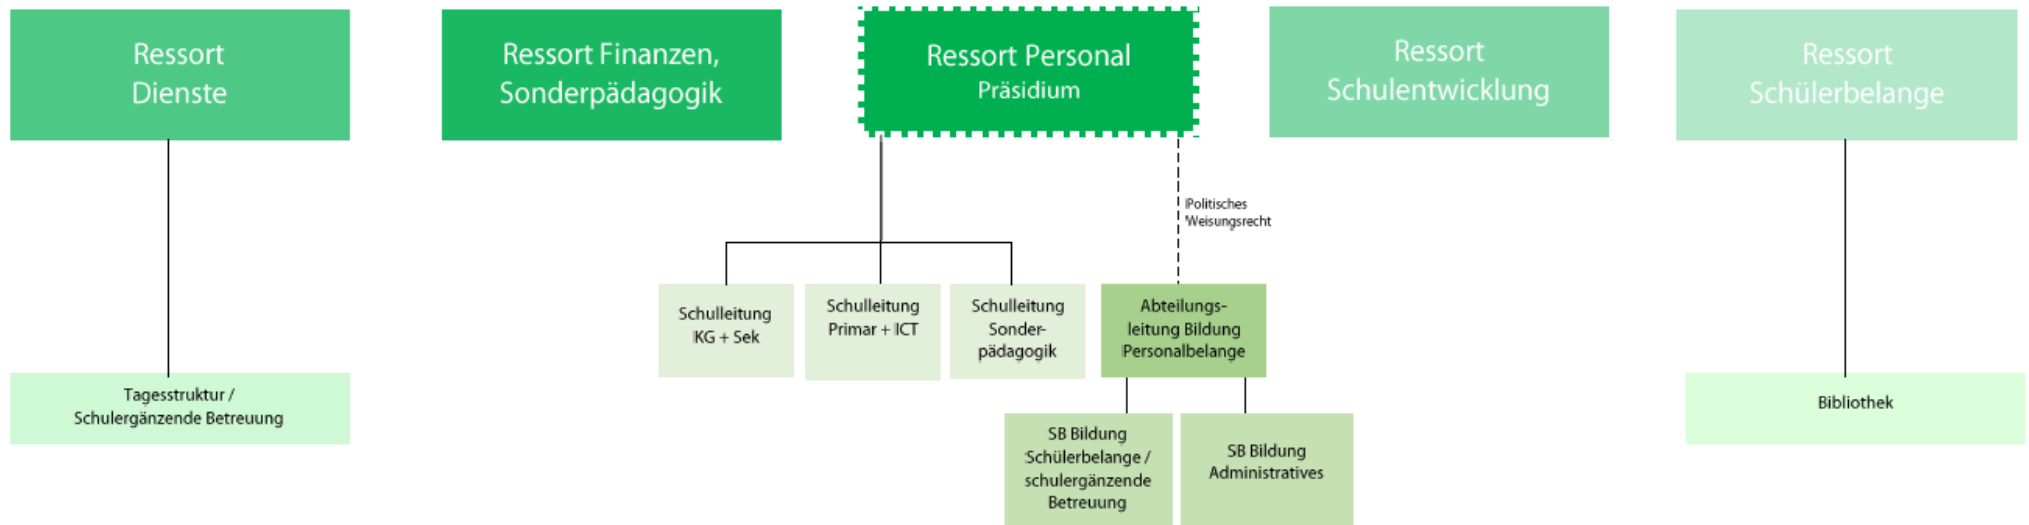 Ressort
Dienste
Ressort Finanzen,
Sonderpädagogik
Ressort Personal
Präsidium
Ressort
Schulentwicklung
Ressort
Schülerbelange
Politisches
Weisungsrecht
Schulleitung
KG + Sek
Schulleitung
Primar + ICT
Schulleitung
Sonder-
pädagogik
Abteilungs-
leitung Bildung
Personalbelange
Tagesstruktur /
Schulergänzende Betreuung
Bibliothek
SB Bildung
Schülerbelange /
schulergänzende
Betreuung
SB Bildung
Administratives